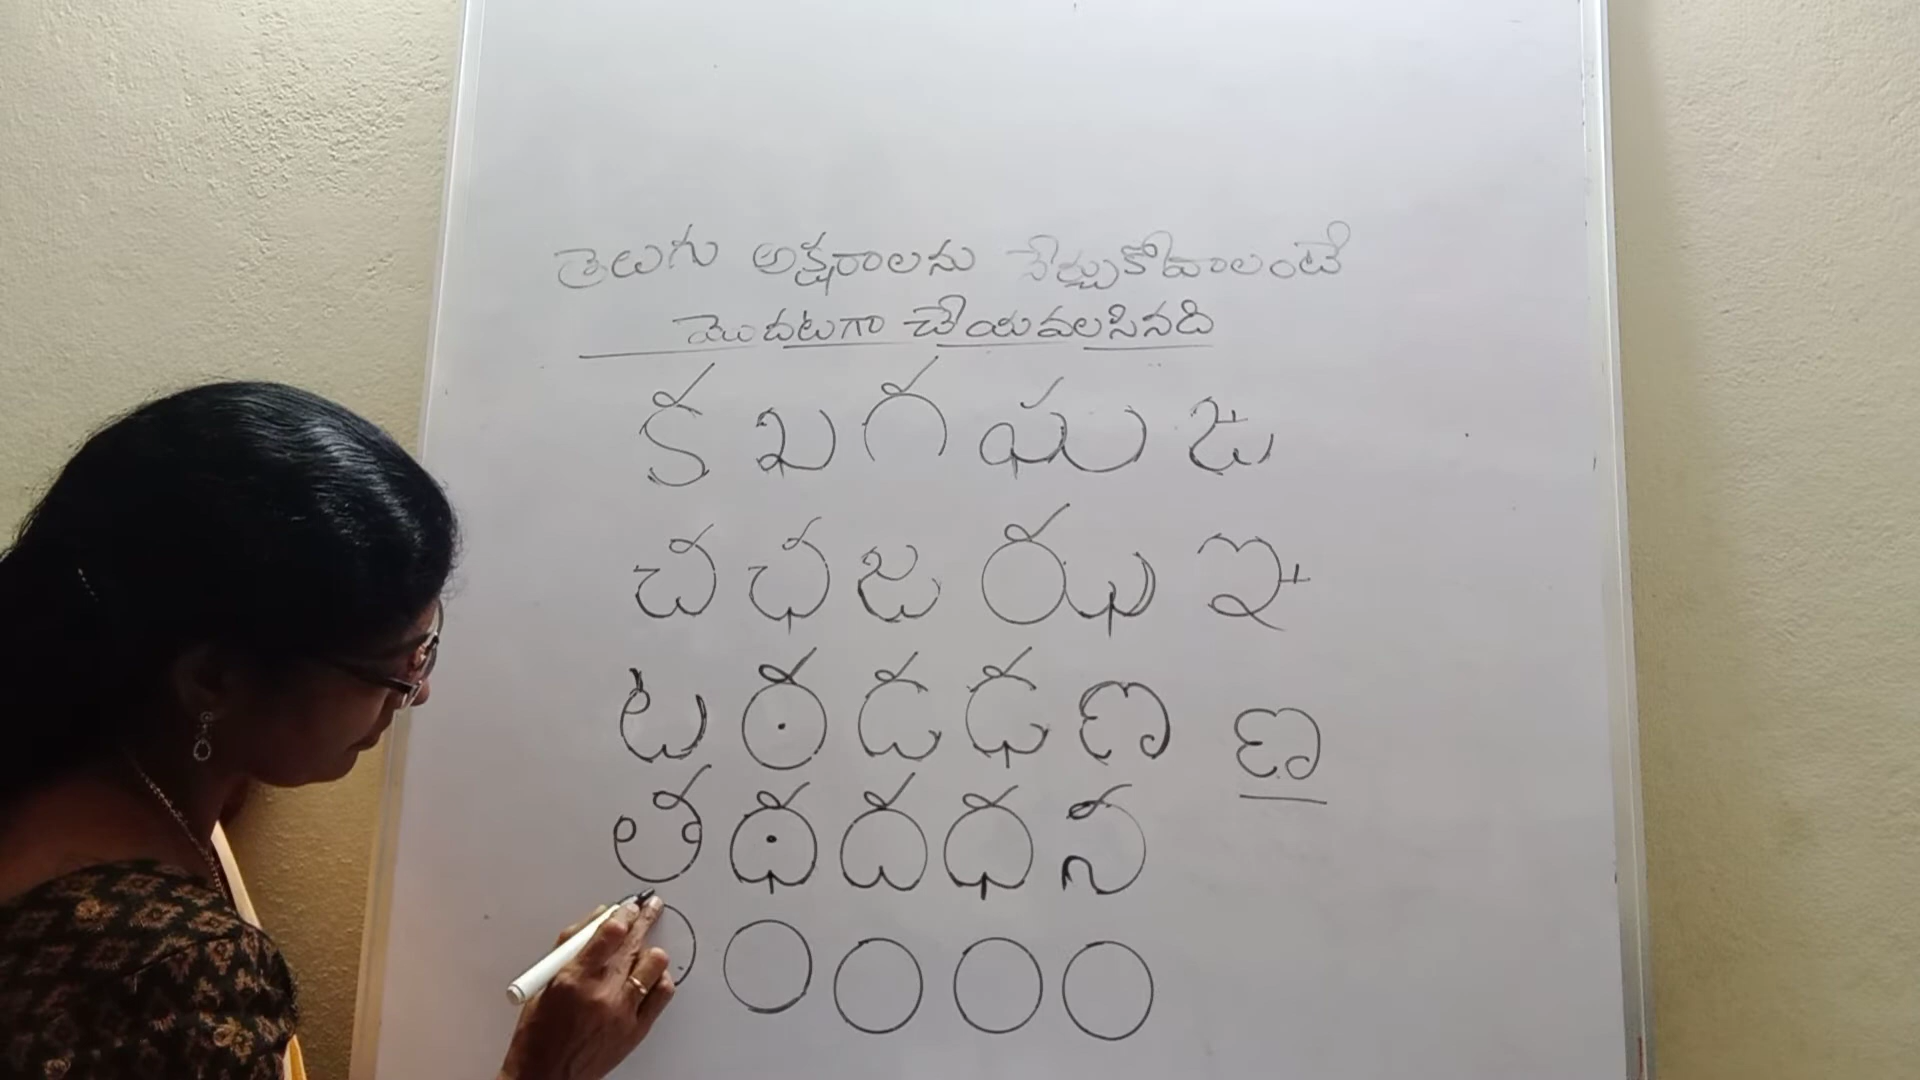 తెలుగు అక్షరాలను నేర్చుకోవాలంటే
మొదటగా చేయవలసినది
క ఖ గ ఘ ఙ
చ ఛ జ ఝ ఞ
ట ఠ డ ఢ ణ ణ
త థ ద ధ న